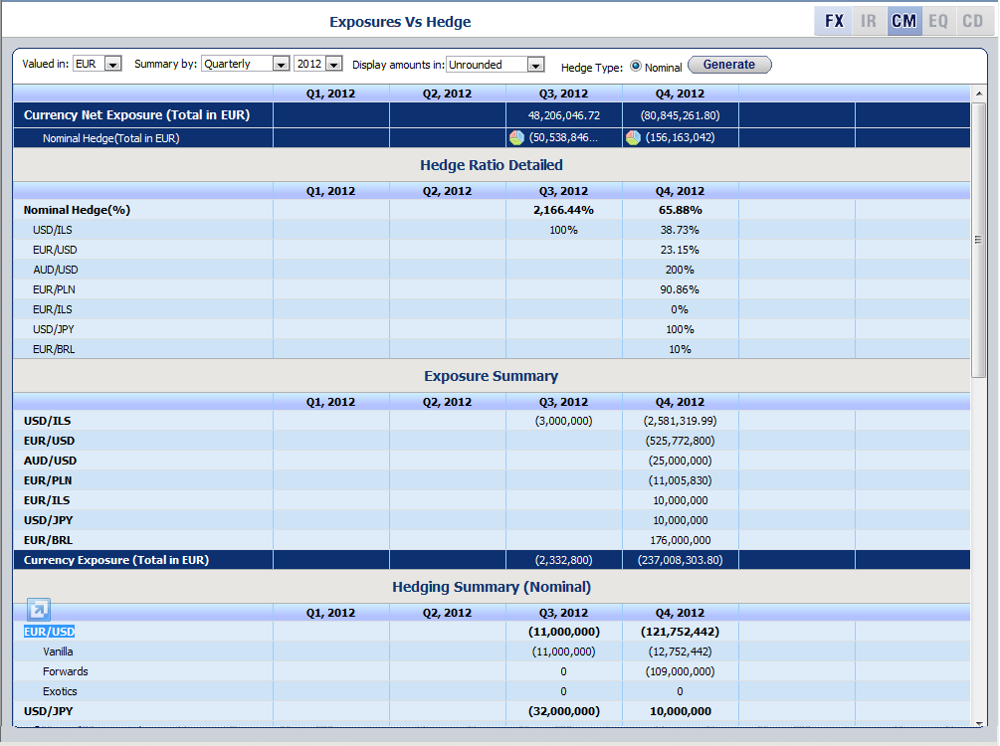 Exposures Vs Hedge FX IR CM EQ CD
Valued in: EUR Summary by: Quarterly 2012 Display amounts in: Unrounded Hedge Type: Nominal Generate
Q1, 2012 Q2, 2012 Q3, 2012 Q4, 2012
Currency Net Exposure (Total in EUR) 48,206,046.72 (80,845,261.80)
Nominal Hedge(Total in EUR) (50,538,846... (156,163,042)
Hedge Ratio Detailed
Q1, 2012 Q2, 2012 Q3, 2012 Q4, 2012
Nominal Hedge(%) 2,166.44% 65.88%
USD/ILS 100% 38.73%
EUR/USD 23.15%
AUD/USD 200%
EUR/PLN 90.86%
EUR/ILS 0%
USD/JPY 100%
EUR/BRL 10%
Exposure Summary
Q1, 2012 Q2, 2012 Q3, 2012 Q4, 2012
USD/ILS (3,000,000) (2,581,319.99)
EUR/USD (525,772,800)
AUD/USD (25,000,000)
EUR/PLN (11,005,830)
EUR/ILS 10,000,000
USD/JPY 10,000,000
EUR/BRL 176,000,000
Currency Exposure (Total in EUR) (2,332,800) (237,008,303.80)
Hedging Summary (Nominal)
Q1, 2012 Q2, 2012 Q3, 2012 Q4, 2012
EUR/USD (11,000,000) (121,752,442)
Vanilla (11,000,000) (12,752,442)
Forwards 0 (109,000,000)
Exotics 0 0
USD/JPY (32,000,000) 10,000,000